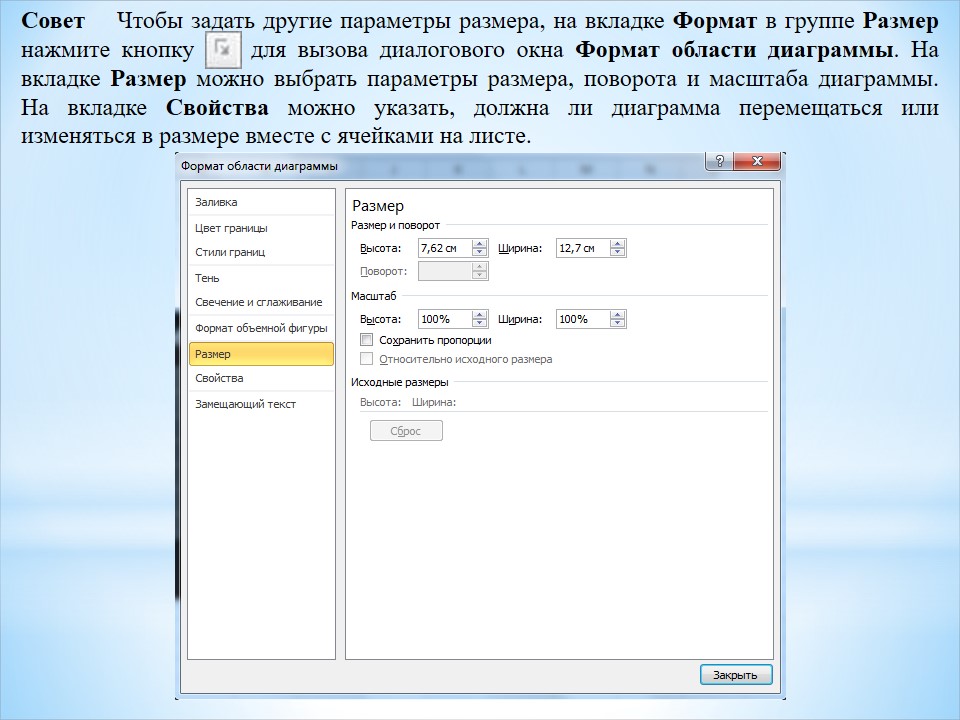 Совет Чтобы задать другие параметры размера, на вкладке Формат в группе Размер
нажмите кнопку для вызова диалогового окна Формат области диаграммы. На
вкладке Размер можно выбрать параметры размера, поворота и масштаба диаграммы.
На вкладке Свойства можно указать, должна ли диаграмма перемещаться или
изменяться в размере вместе с ячейками на листе.
Формат области диаграммы
Заливка
Цвет границы
Стили границ
Тень
Свечение и сглаживание
Формат объемной фигуры
Размер
Свойства
Замещающий текст
Размер
Размер и поворот
Высота: 7,62 см Ширина: 12,7 см
Поворот:
Масштаб
Высота: 100% Ширина: 100%
Сохранить пропорции
Относительно исходного размера
Исходные размеры
Высота: Ширина:
Сброс
Закрыть